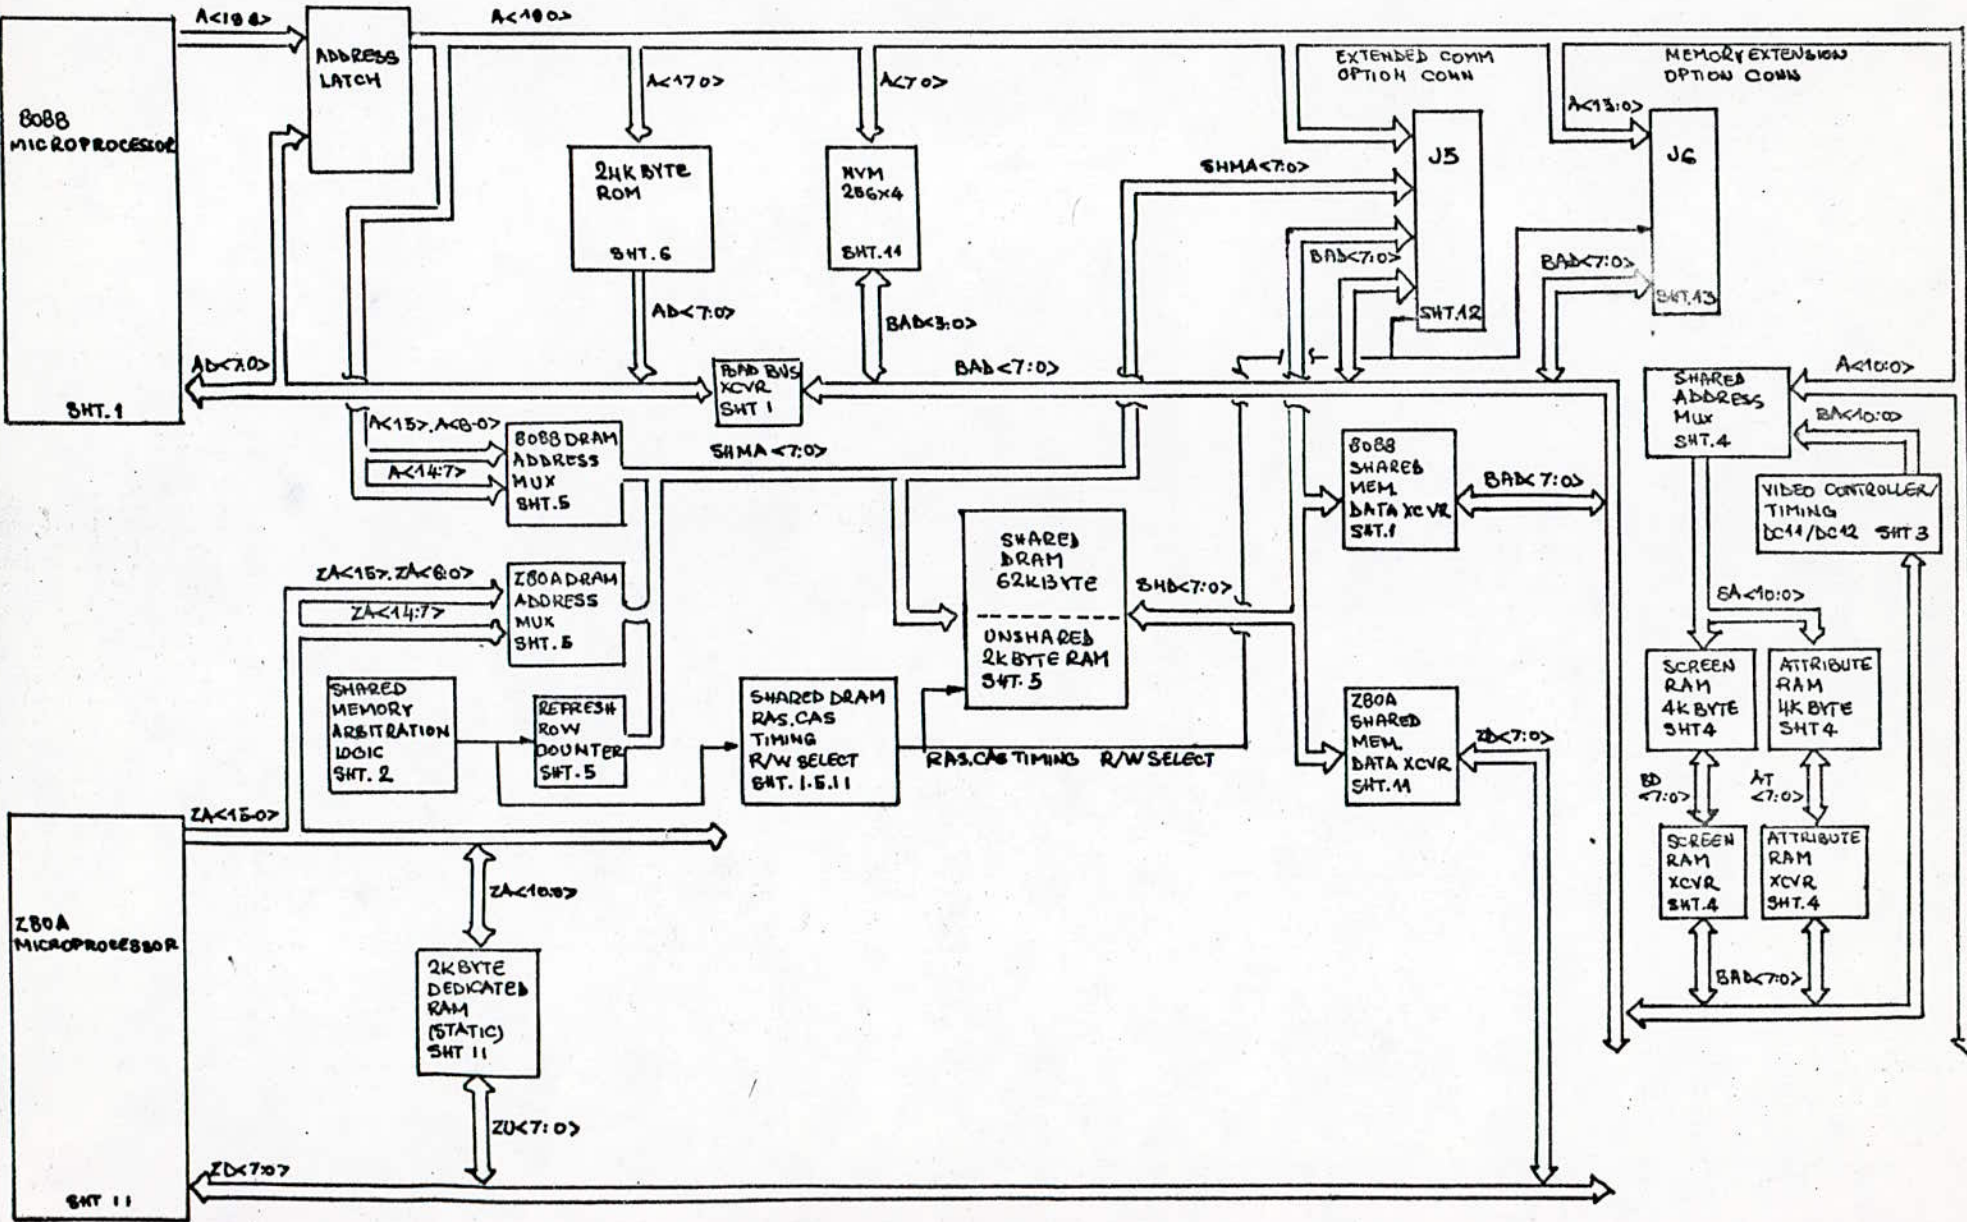 A<19:8>
A<19:0>
8088
MICROPROCESSOR
SHT.1
ADDRESS
LATCH
A<17:0>
24K BYTE
ROM
SHT.6
AD<7:0>
A<7:0>
NVM
256x4
SHT.11
BAD<3:0>
EXTENDED COMM
OPTION CONN
J5
SHT.12
MEMORY EXTENSION
OPTION CONN
A<13:0>
J6
SHT.13
SHMA<7:0>
BAD<7:0>
BAD<7:0>
AD<7:0>
BAD BUS
XCVR
SHT 1
BAD<7:0>
A<15>,A<6:0>
A<14:7>
8088 DRAM
ADDRESS
MUX
SHT.5
SHMA<7:0>
8088
SHARED
MEM
DATA XCVR
SHT.1
BAD<7:0>
SHARED
ADDRESS
MUX
SHT.4
A<10:0>
BA<10:0>
VIDEO CONTROLLER/
TIMING
DC11/DC12 SHT 3
ZA<15>,ZA<6:0>
ZA<14:7>
Z80A DRAM
ADDRESS
MUX
SHT.5
SHARED
DRAM
62K BYTE
UNSHARED
2K BYTE RAM
SHT.5
SHD<7:0>
SA<10:0>
SCREEN
RAM
4K BYTE
SHT4
ATTRIBUTE
RAM
4K BYTE
SHT4
SHARED
MEMORY
ARBITRATION
LOGIC
SHT.2
REFRESH
ROW
COUNTER
SHT.5
SHARED DRAM
RAS.CAS
TIMING
R/W SELECT
SHT.1.5.11
RAS.CAS TIMING R/W SELECT
Z80A
SHARED
MEM.
DATA XCVR
SHT.11
ZD<7:0>
BD
<7:0>
AT
<7:0>
SCREEN
RAM
XCVR
SHT.4
ATTRIBUTE
RAM
XCVR
SHT.4
BAD<7:0>
ZA<15:0>
Z80A
MICROPROCESSOR
SHT 11
ZA<10:0>
2K BYTE
DEDICATED
RAM
(STATIC)
SHT 11
ZD<7:0>
ZD<7:0>